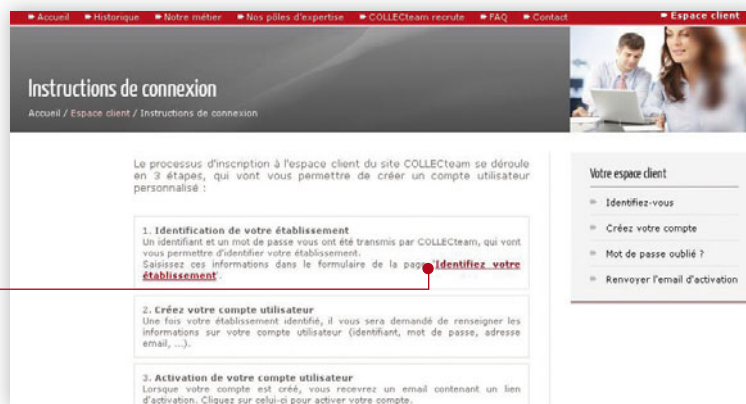 Accueil Historique Notre métier Nos pôles d'expertise COLLECteam recrute FAQ Contact Espace client
Instructions de connexion
Accueil / Espace client / Instructions de connexion
Le processus d'inscription à l'espace client du site COLLECteam se déroule
en 3 étapes, qui vont vous permettre de créer un compte utilisateur
personnalisé :
1. Identification de votre établissement
Un identifiant et un mot de passe vous ont été transmis par COLLECteam, qui vont
vous permettre d'identifier votre établissement.
Saisissez ces informations dans le formulaire de la page 'Identifiez votre
établissement'.
2. Créez votre compte utilisateur
Une fois votre établissement identifié, il vous sera demandé de renseigner les
informations sur votre compte utilisateur (identifiant, mot de passe, adresse
email, ...).
3. Activation de votre compte utilisateur
Lorsque votre compte est créé, vous recevrez un email contenant un lien
d'activation. Cliquez sur celui-ci pour activer votre compte.
Votre espace client
Identifiez-vous
Créez votre compte
Mot de passe oublié ?
Renvoyer l'email d'activation